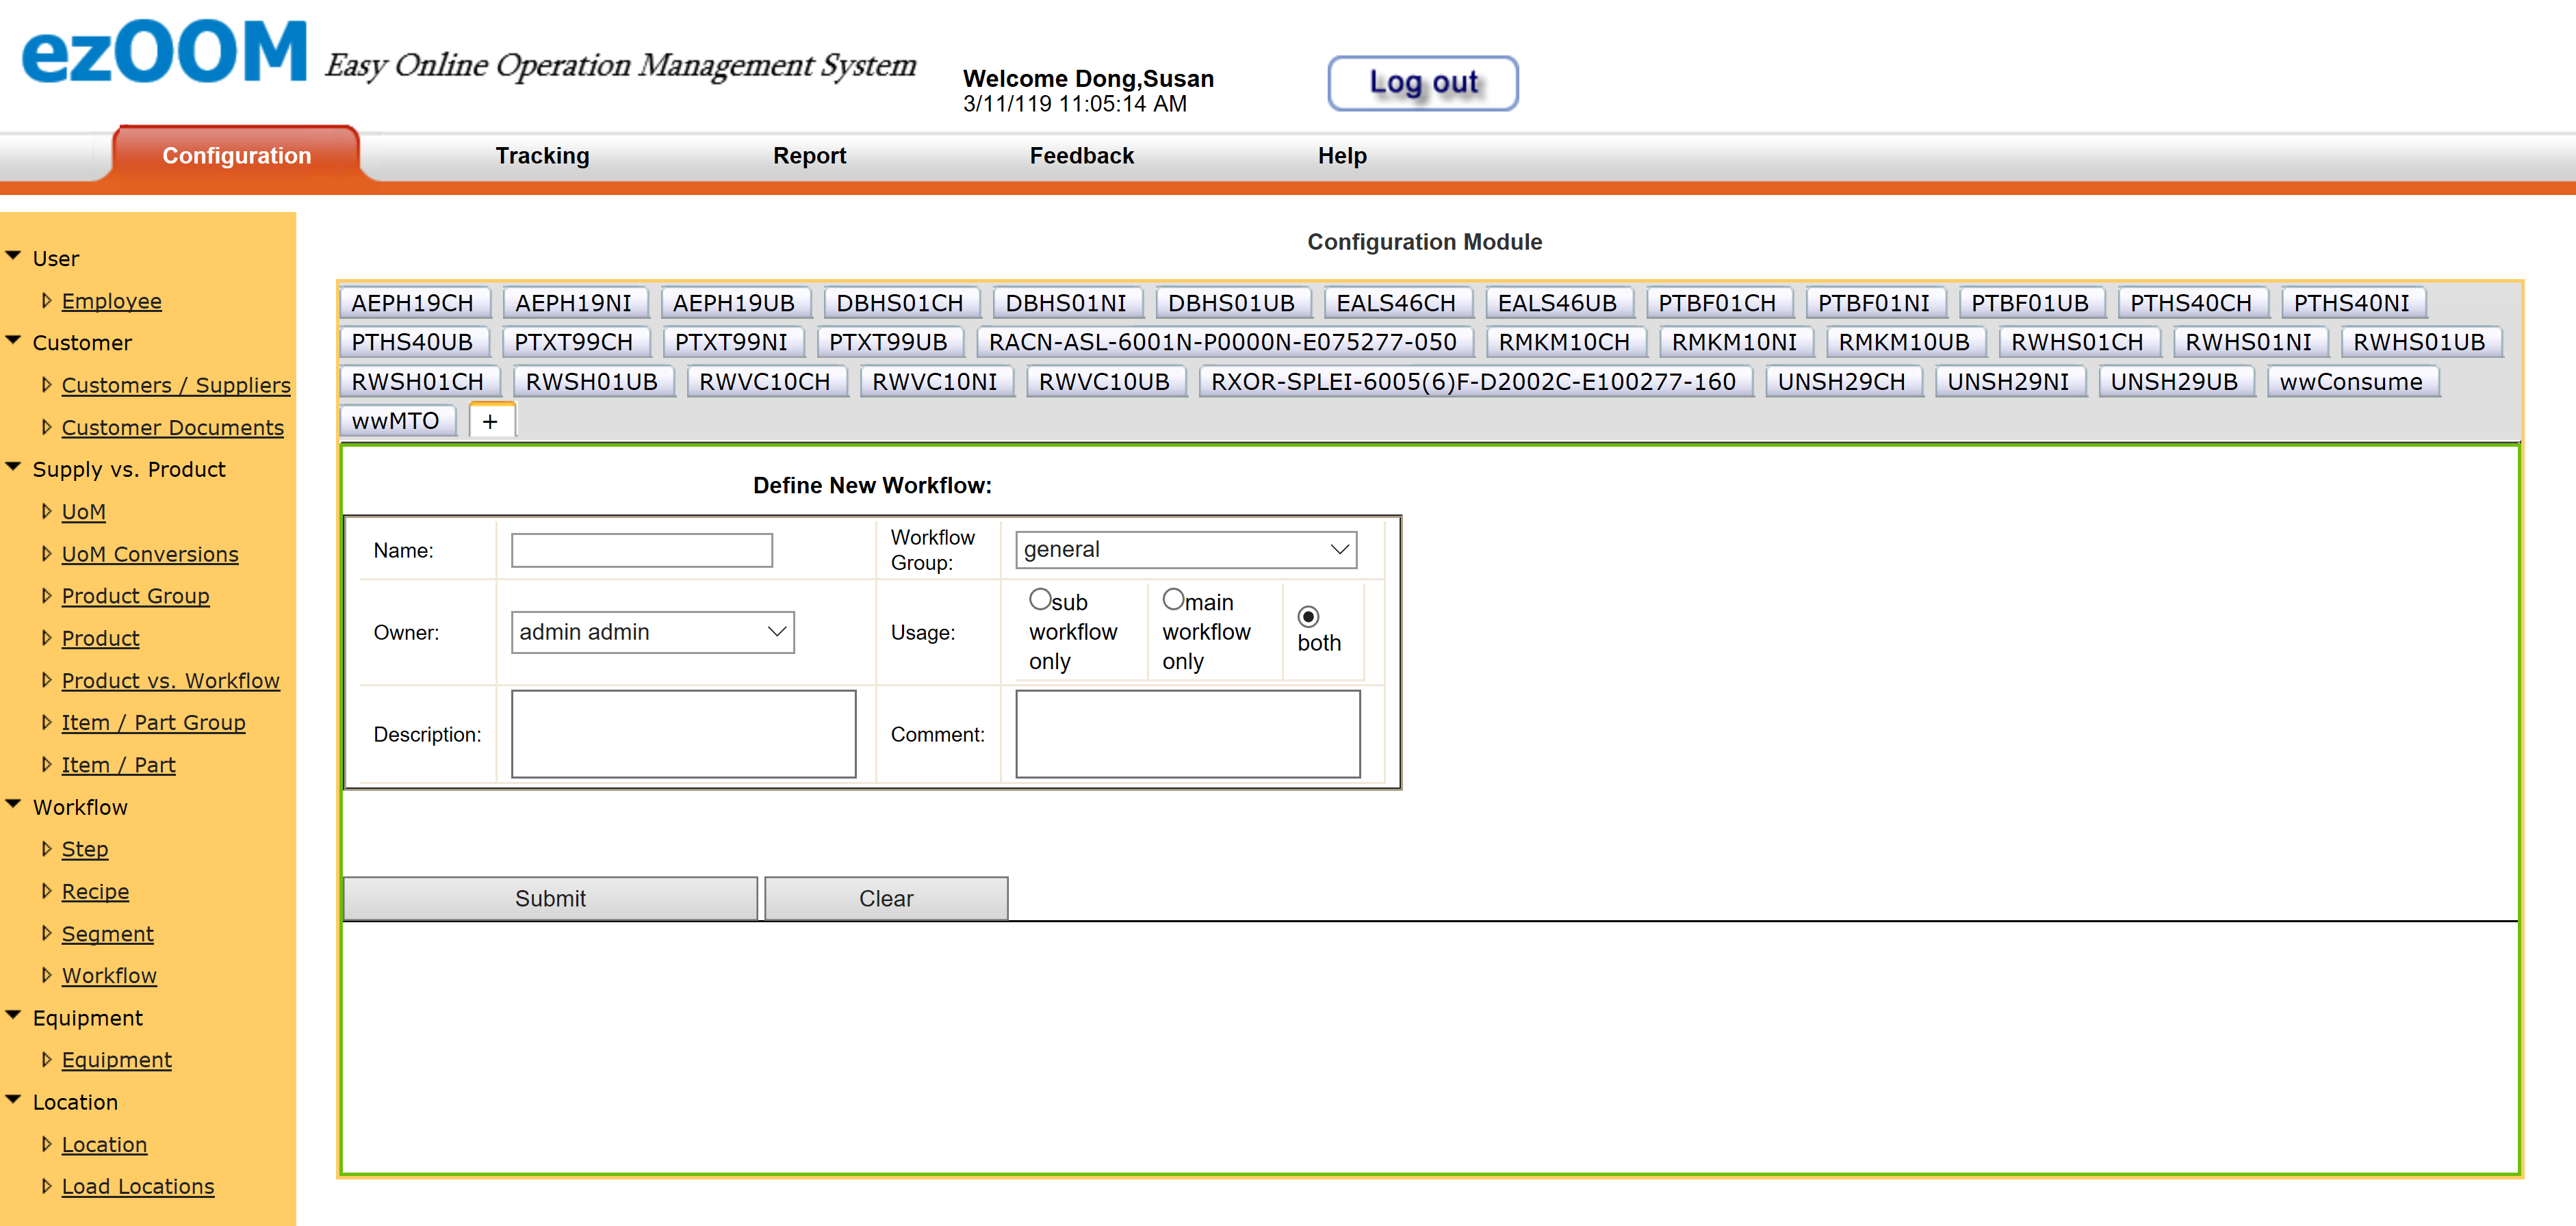 ezOOM Easy Online Operation Management System
Welcome Dong,Susan
3/11/119 11:05:14 AM
Log out
Configuration Tracking Report Feedback Help
User
Employee
Customer
Customers / Suppliers
Customer Documents
Supply vs. Product
UoM
UoM Conversions
Product Group
Product
Product vs. Workflow
Item / Part Group
Item / Part
Workflow
Step
Recipe
Segment
Workflow
Equipment
Equipment
Location
Location
Load Locations
Configuration Module
AEPH19CH AEPH19NI AEPH19UB DBHS01CH DBHS01NI DBHS01UB EALS46CH EALS46UB PTBF01CH PTBF01NI PTBF01UB PTHS40CH PTHS40NI
PTHS40UB PTXT99CH PTXT99NI PTXT99UB RACN-ASL-6001N-P0000N-E075277-050 RMKM10CH RMKM10NI RMKM10UB RWHS01CH RWHS01NI RWHS01UB
RWSH01CH RWSH01UB RWVC10CH RWVC10NI RWVC10UB RXOR-SPLEI-6005(6)F-D2002C-E100277-160 UNSH29CH UNSH29NI UNSH29UB wwConsume
wwMTO +
Define New Workflow:
Name:
Workflow
Group:
general
Owner:
admin admin
Usage:
sub
workflow
only
main
workflow
only
both
Description:
Comment:
Submit Clear